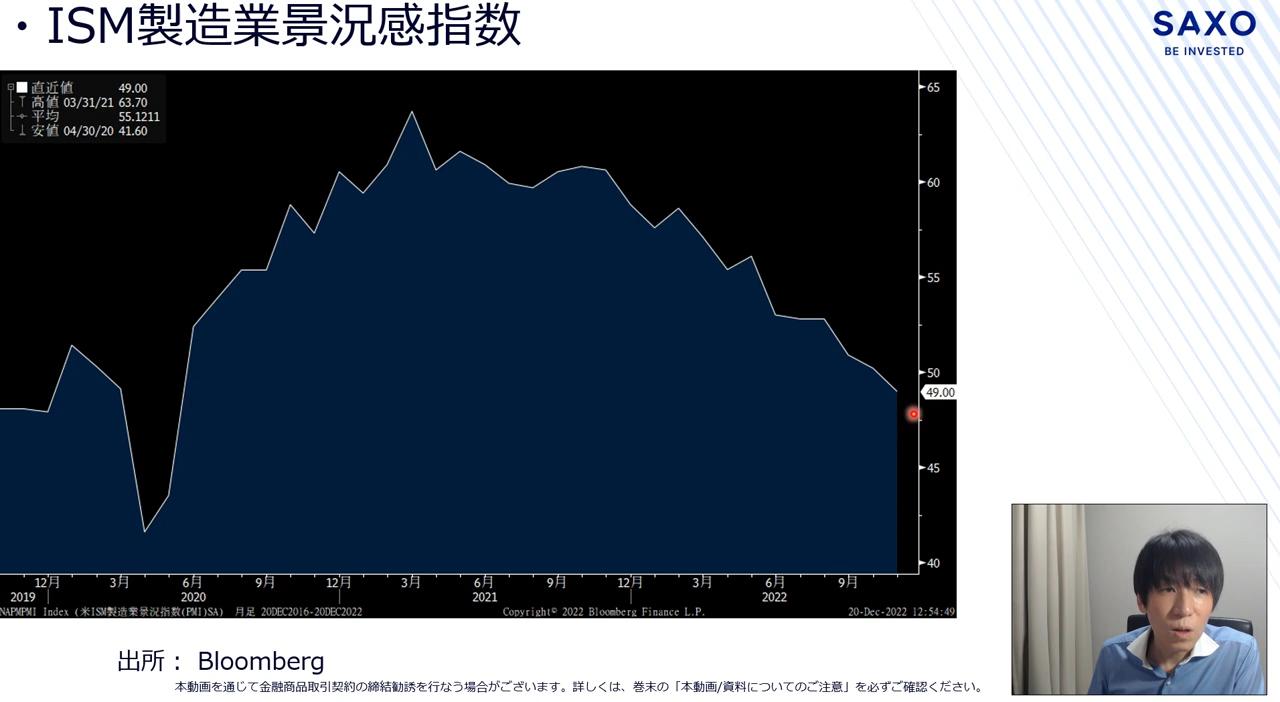 ・ISM製造業景況感指数
SAXO
BE INVESTED
直近値 49.00
高値 03/31/21 63.70
平均 55.1211
安値 04/30/20 41.60
65
60
55
50
49.00
45
40
12月 3月 6月 9月 12月 3月 6月 9月 12月 3月 6月 9月
2019 2020 2021 2022
NAPMPMI Index (米ISM製造業景況指数(PMI)SA) 月足 20DEC2016-20DEC2022 Copyright© 2022 Bloomberg Finance L.P. 20-Dec-2022 12:54:49
出所： Bloomberg
本動画を通じて金融商品取引契約の締結勧誘を行なう場合がございます。詳しくは、巻末の「本動画/資料についてのご注意」を必ずご確認ください。